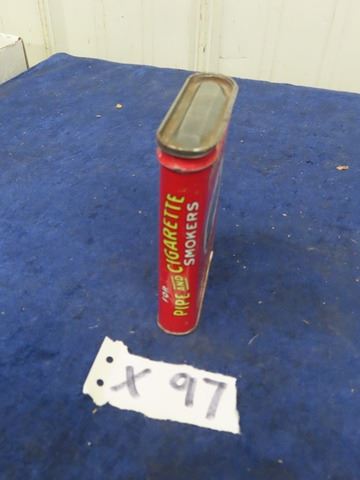 FOR
PIPE AND CIGARETTE
SMOKERS
X 97